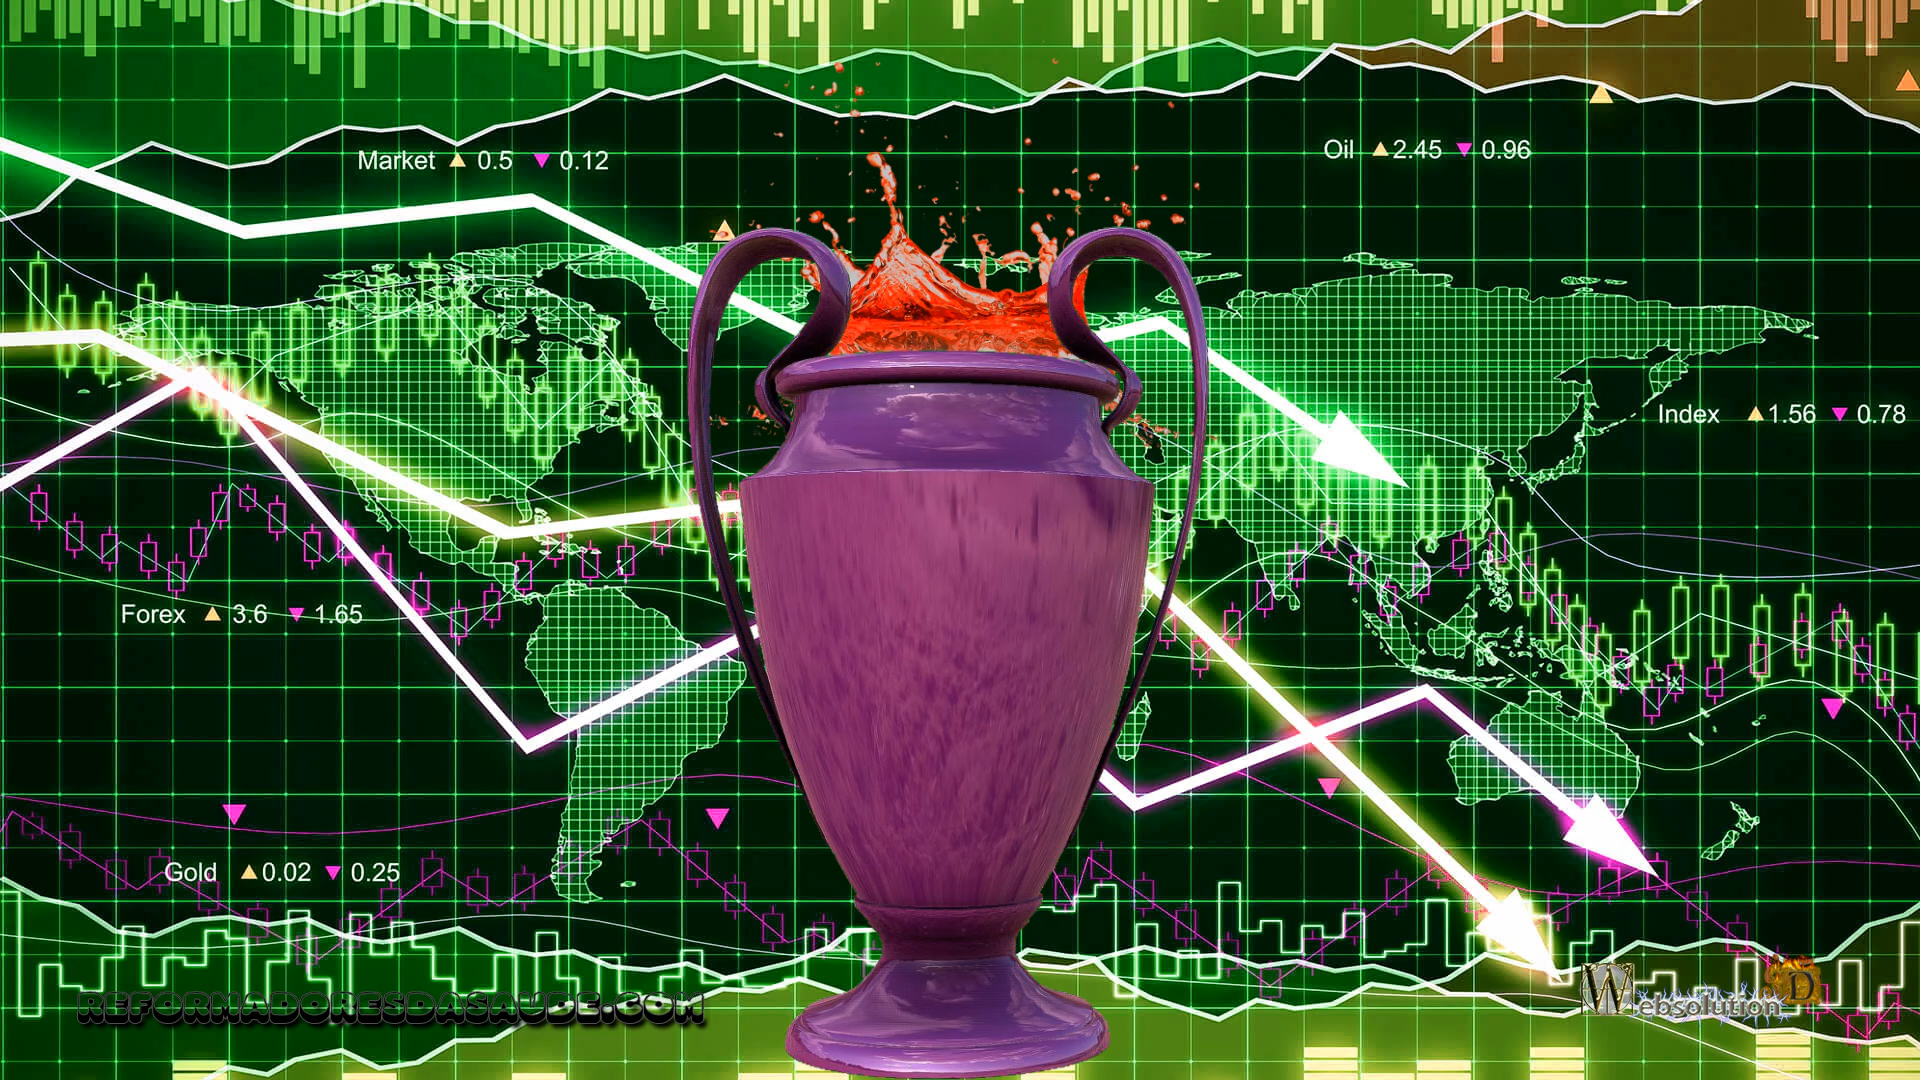 Market ▲ 0.5 ▼ 0.12
Oil ▲2.45 ▼ 0.96
Index ▲1.56 ▼ 0.78
Forex ▲ 3.6 ▼ 1.65
Gold ▲0.02 ▼ 0.25
REFORMADORESDASAUDE.COM
Websolution D